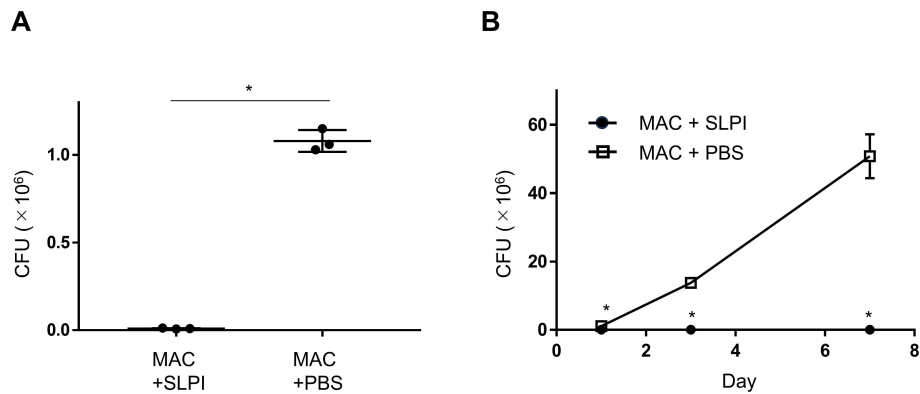 A
CFU ( × 10⁶)
1.0
0.5
0.0
*
MAC
+SLPI
MAC
+PBS
B
CFU ( × 10⁶)
60
40
20
0
MAC + SLPI
MAC + PBS
*
*
*
0 2 4 6 8
Day